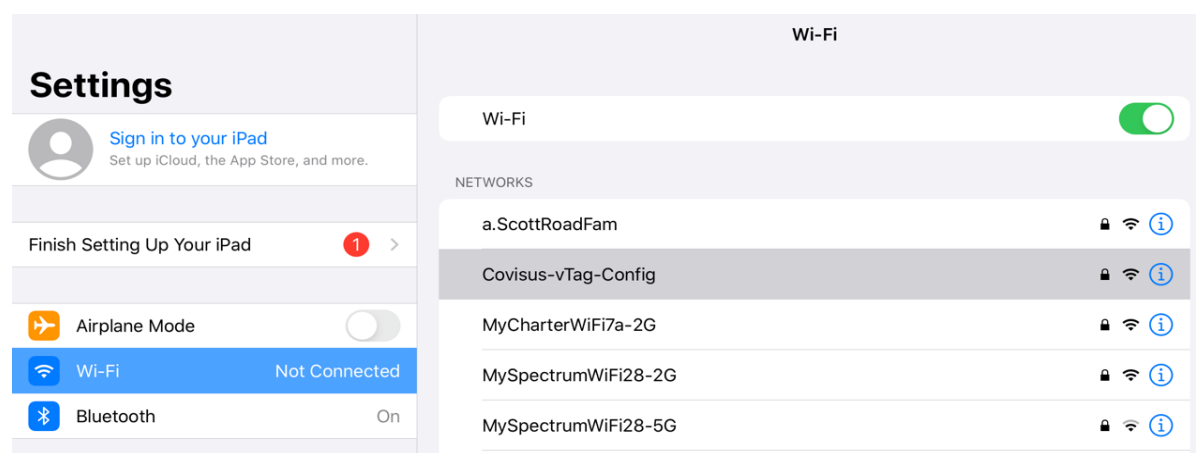 Settings
Sign in to your iPad
Set up iCloud, the App Store, and more.
Finish Setting Up Your iPad 1
Airplane Mode
Wi-Fi Not Connected
Bluetooth On
Wi-Fi
Wi-Fi
NETWORKS
a.ScottRoadFam
Covisus-vTag-Config
MyCharterWiFi7a-2G
MySpectrumWiFi28-2G
MySpectrumWiFi28-5G